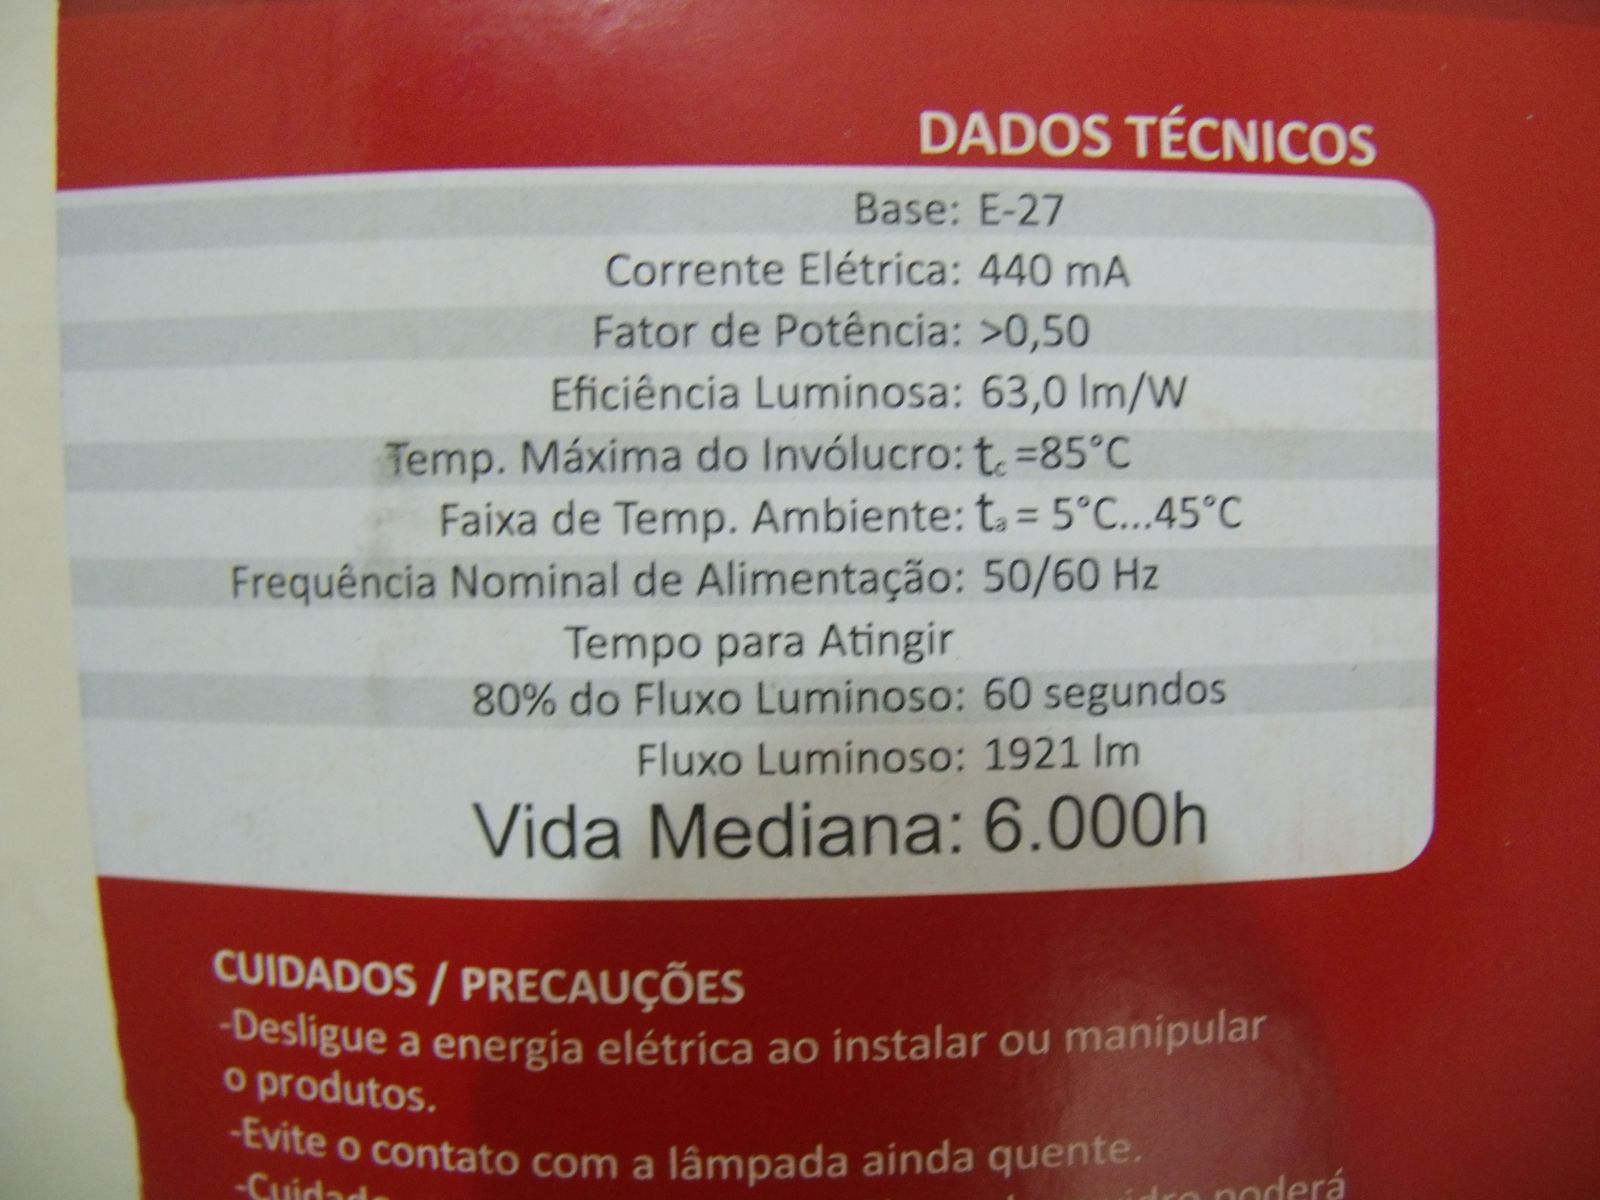 DADOS TÉCNICOS
Base: E-27
Corrente Elétrica: 440 mA
Fator de Potência: >0,50
Eficiência Luminosa: 63,0 lm/W
Temp. Máxima do Invólucro: tc =85°C
Faixa de Temp. Ambiente: ta = 5°C...45°C
Frequência Nominal de Alimentação: 50/60 Hz
Tempo para Atingir
80% do Fluxo Luminoso: 60 segundos
Fluxo Luminoso: 1921 lm
Vida Mediana: 6.000h
CUIDADOS / PRECAUÇÕES
-Desligue a energia elétrica ao instalar ou manipular
o produtos.
-Evite o contato com a lâmpada ainda quente.
poderá